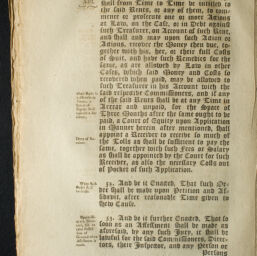 shall from Time to Time be entitled to
the said Rents, or any of them, to com-
mence or prosecute one or more Actions
at Law, on the Case, or in Debt against
such Treasurer, on Account of such Rent,
and shall and may upon such Action or
Actions, recover the Money then due, to-
gether with his, her, or their full Costs
of Suit, and have such Remedies for the
same, as are allowed by Law in other
Cases, which said Money and Costs so
recovered when paid, may be allowed to
such Treasurer in his Account with the
said respective Commissioners, and if any
of the said Rents shall be at any Time in
Arrear and unpaid, for the Space of
Three Months after the same ought to be
paid, a Court of Equity upon Application
in Manner herein after mentioned, shall
appoint a Receiver to receive so much of
the Tolls as shall be sufficient to pay the
same, together with such Fees or Salary
as shall be appointed by the Court for such
Receiver, as also the necessary Costs out
of Pocket of such Application.
52. And be it Enacted, That such Or-
der shall be made upon Petition and Af-
fidavit, after reasonable Time given to
shew Cause.
53. And be it further Enacted, That so
soon as an Assessment shall be made as
aforesaid, by any such Jury, it shall be
lawful for the said Commissioners, Direc-
tors, their Inspector, and any Person or
Persons